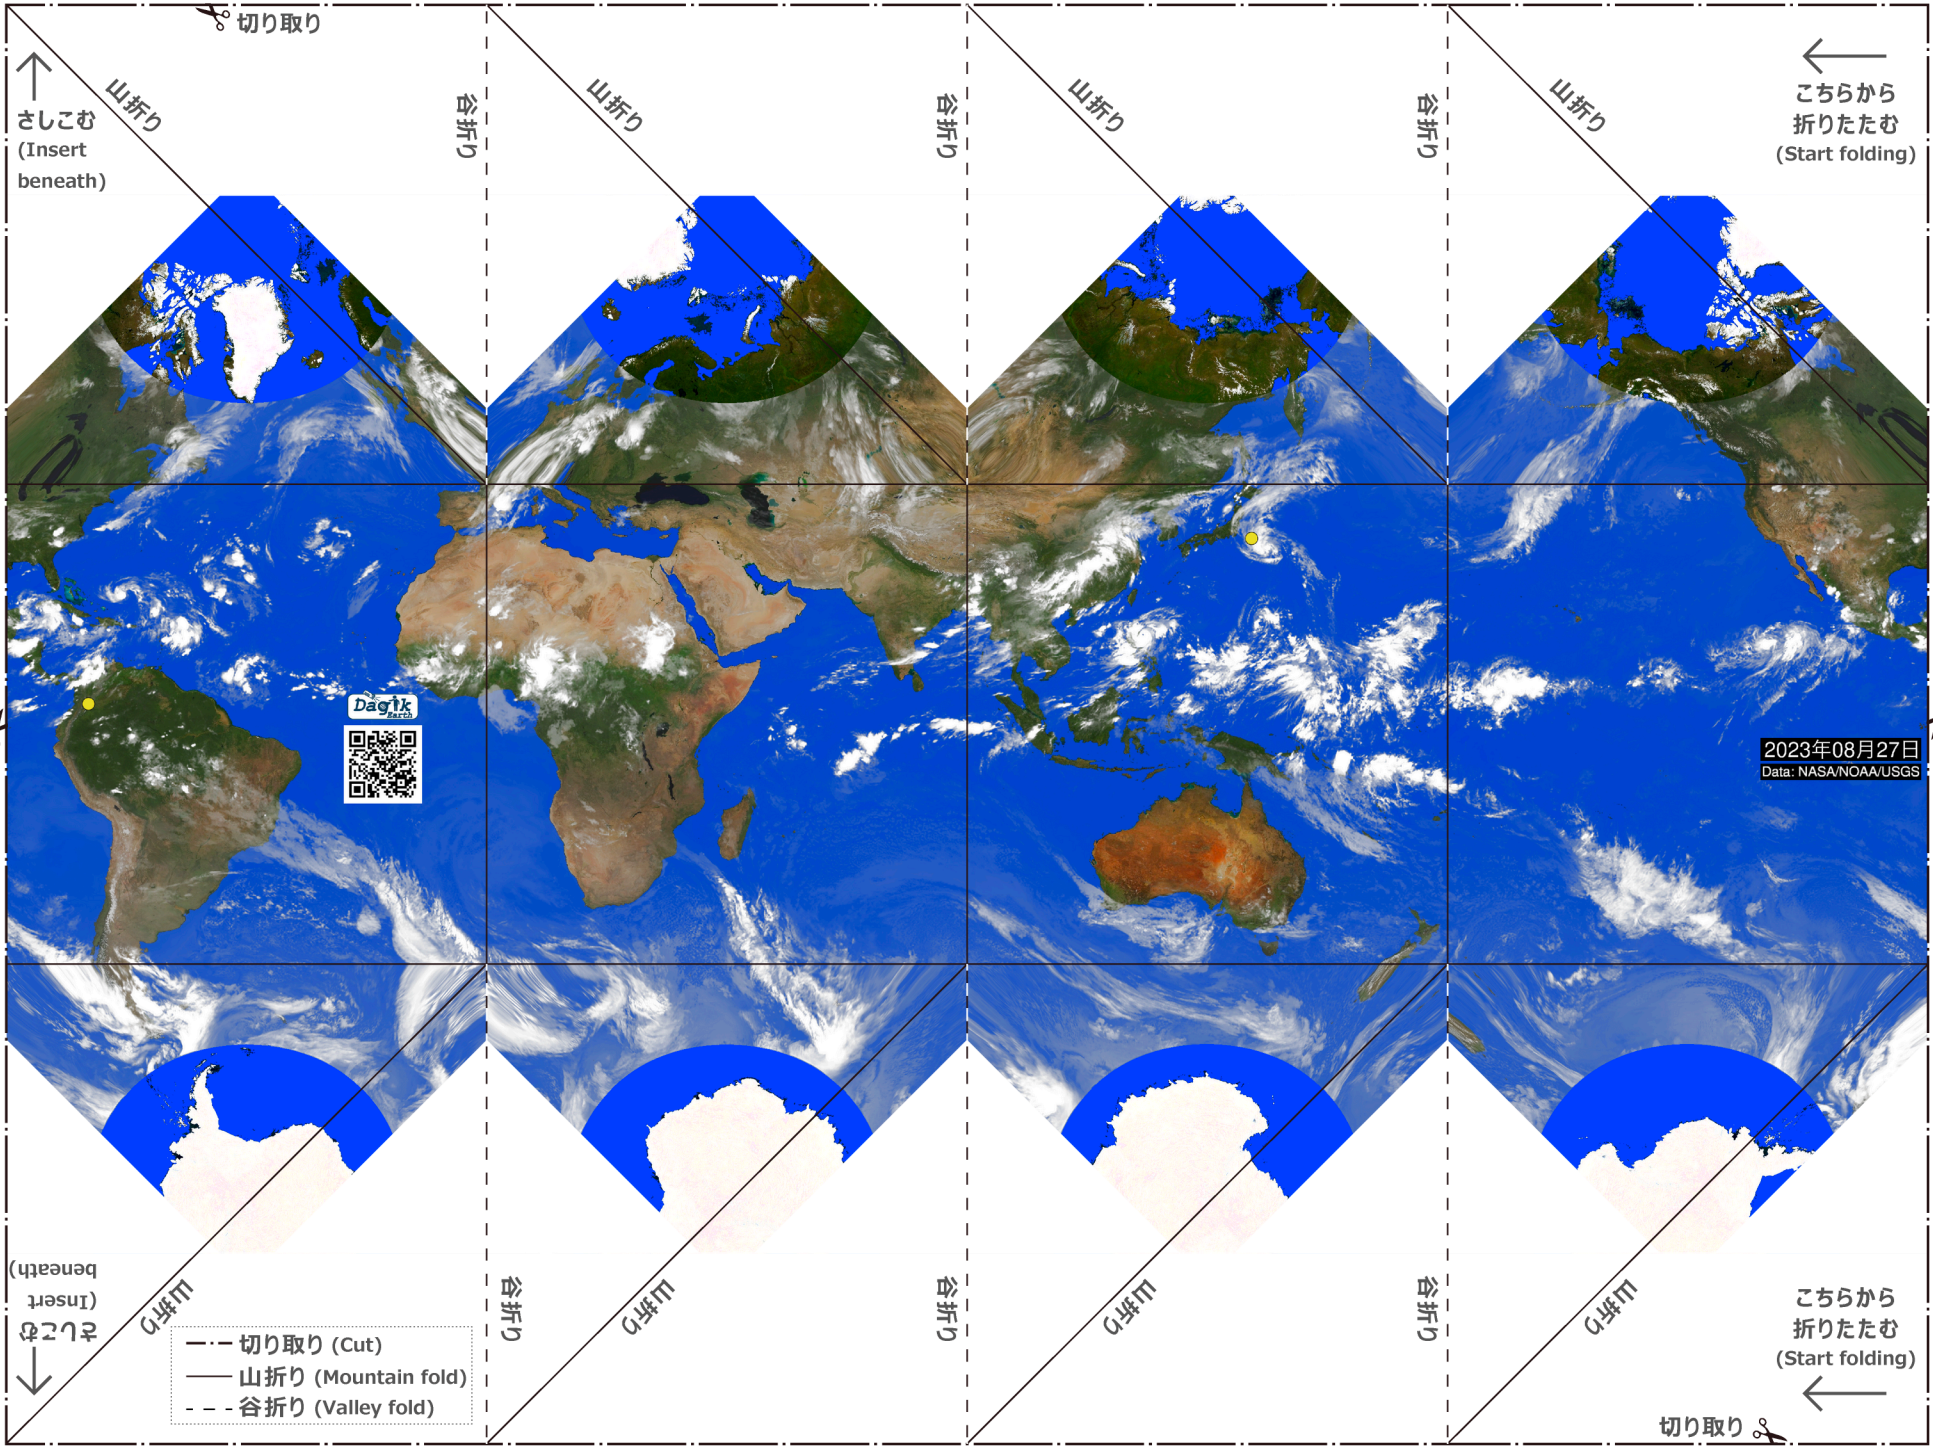 切り取り
さしこむ
(Insert
beneath)
山折り
谷折り
山折り
谷折り
山折り
谷折り
山折り
こちらから
折りたたむ
(Start folding)
Dagik
Earth
2023年08月27日
Data: NASA/NOAA/USGS
さしこむ
(Insert
beneath)
山折り
谷折り
山折り
谷折り
山折り
谷折り
山折り
こちらから
折りたたむ
(Start folding)
切り取り (Cut)
山折り (Mountain fold)
谷折り (Valley fold)
切り取り